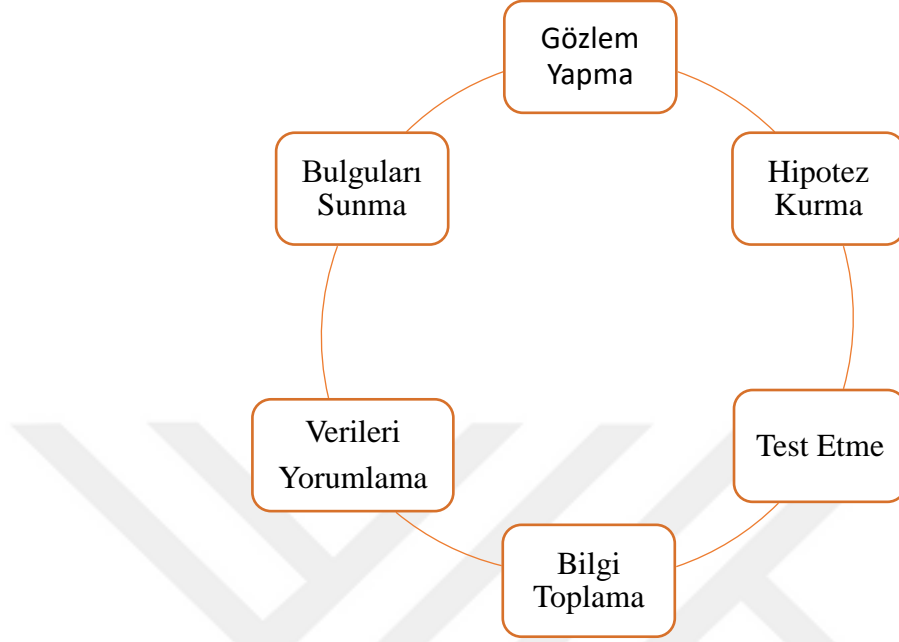 Gözlem
Yapma
Hipotez
Kurma
Test Etme
Bilgi
Toplama
Verileri
Yorumlama
Bulguları
Sunma